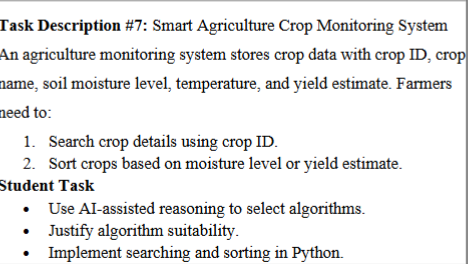 Task Description #7: Smart Agriculture Crop Monitoring System
An agriculture monitoring system stores crop data with crop ID, crop
name, soil moisture level, temperature, and yield estimate. Farmers
need to:
1. Search crop details using crop ID.
2. Sort crops based on moisture level or yield estimate.
Student Task
• Use AI-assisted reasoning to select algorithms.
• Justify algorithm suitability.
• Implement searching and sorting in Python.